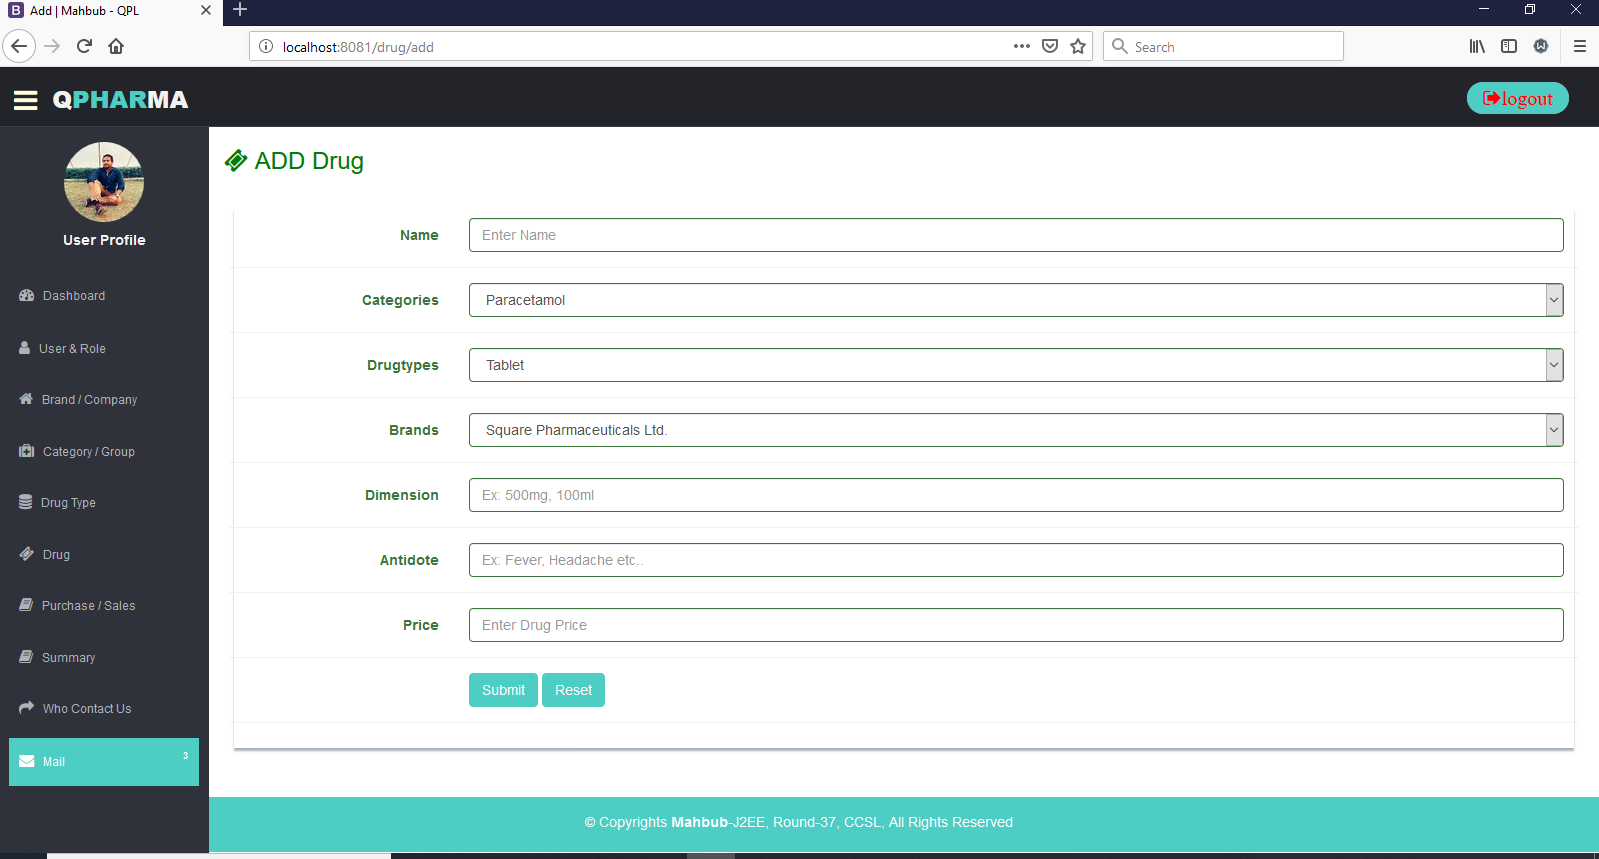 B Add | Mahbub - QPL
localhost:8081/drug/add
Search
QPHARMA
logout
User Profile
Dashboard
User & Role
Brand / Company
Category / Group
Drug Type
Drug
Purchase / Sales
Summary
Who Contact Us
Mail 3
ADD Drug
Name Enter Name
Categories Paracetamol
Drugtypes Tablet
Brands Square Pharmaceuticals Ltd.
Dimension Ex: 500mg, 100ml
Antidote Ex: Fever, Headache etc..
Price Enter Drug Price
Submit Reset
© Copyrights Mahbub-J2EE, Round-37, CCSL, All Rights Reserved